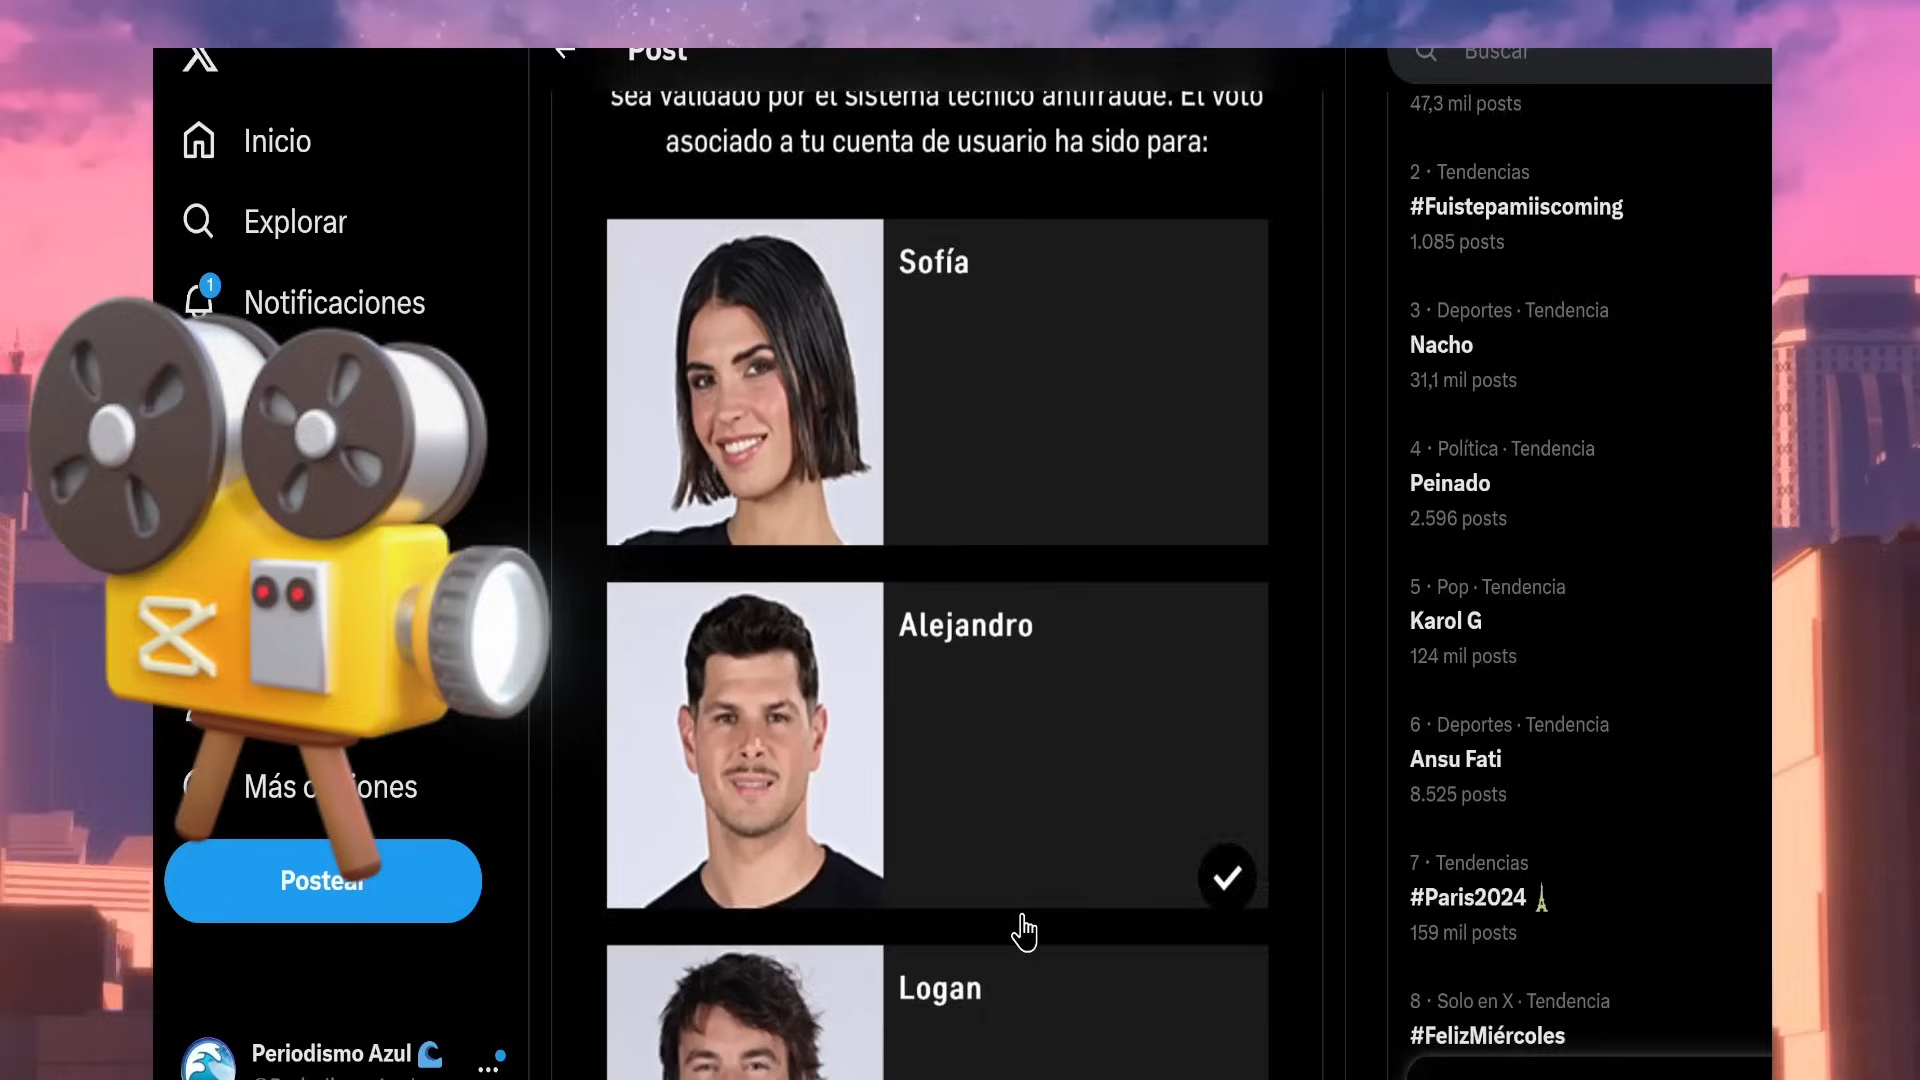 Post
Buscar
Inicio
Explorar
1
Notificaciones
Más
Postear
Periodismo Azul
sea validado por el sistema técnico antifraude. El voto
asociado a tu cuenta de usuario ha sido para:
Sofía
Alejandro
Logan
47,3 mil posts
2 · Tendencias
#Fuistepamiiscoming
1.085 posts
3 · Deportes · Tendencia
Nacho
31,1 mil posts
4 · Política · Tendencia
Peinado
2.596 posts
5 · Pop · Tendencia
Karol G
124 mil posts
6 · Deportes · Tendencia
Ansu Fati
8.525 posts
7 · Tendencias
#Paris2024
159 mil posts
8 · Solo en X · Tendencia
#FelizMiércoles